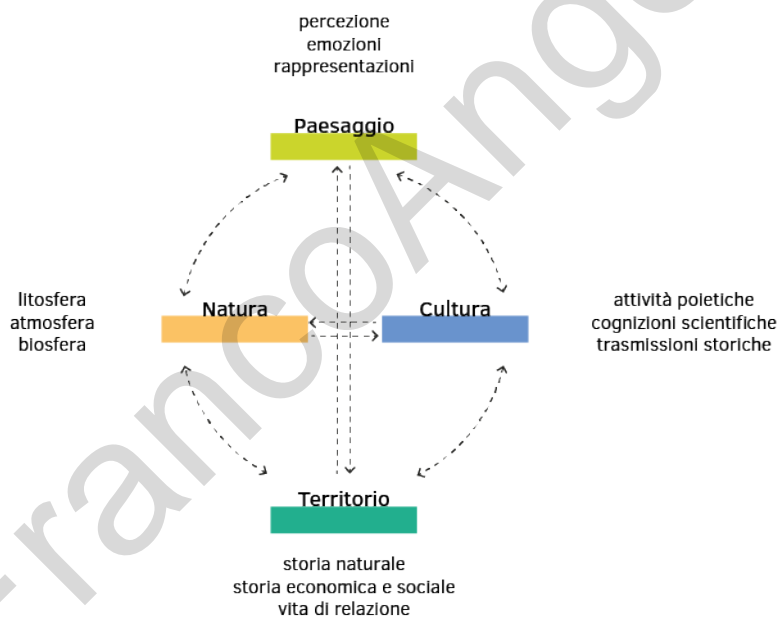 percezione
emozioni
rappresentazioni
Paesaggio
litosfera
atmosfera
biosfera
Natura
Cultura
attività poietiche
cognizioni scientifiche
trasmissioni storiche
Territorio
storia naturale
storia economica e sociale
vita di relazione
FrancoAnge